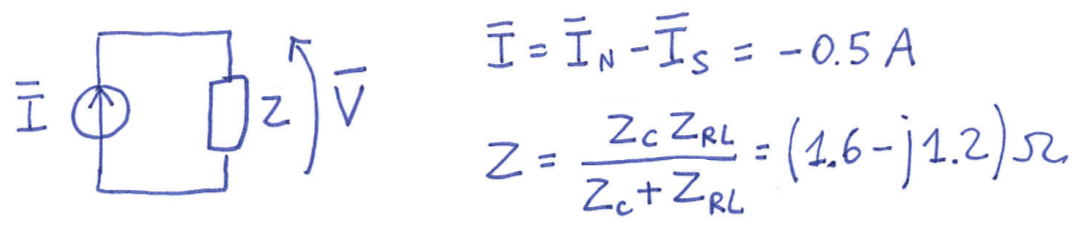 Ī Z V̄
Ī = Ī_N - Ī_S = -0.5 A
Z = Z_C Z_RL / Z_C + Z_RL = (1.6 - j1.2) Ω